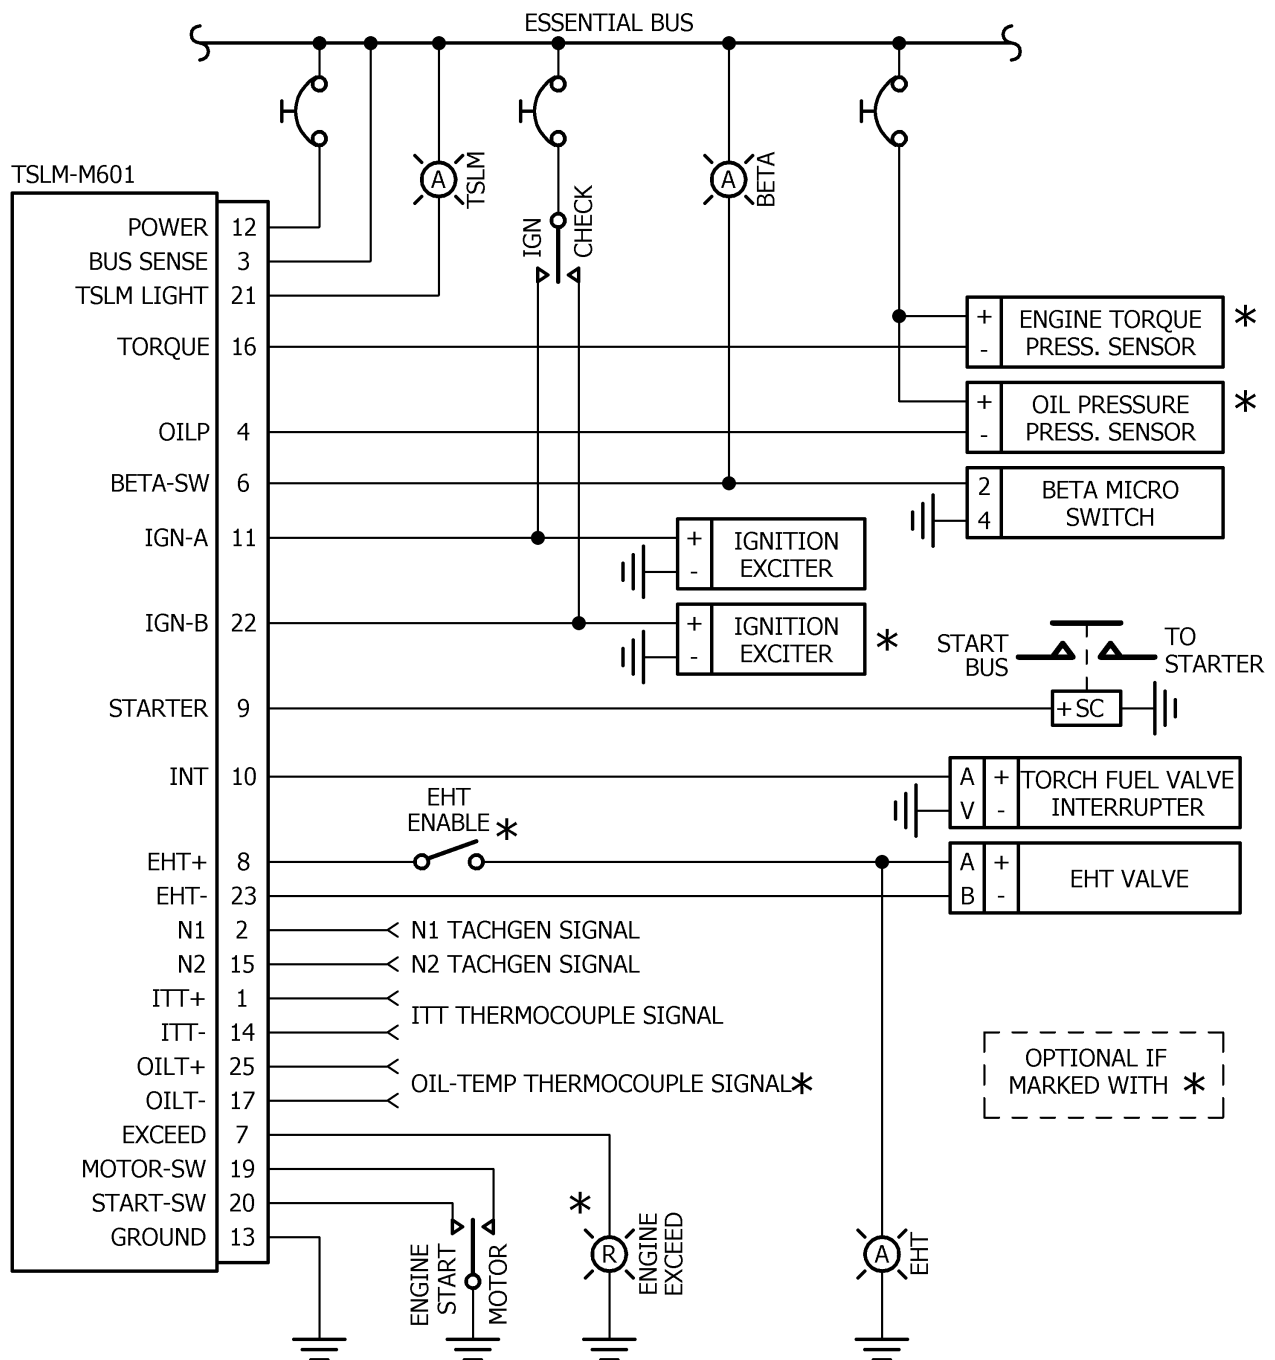 ESSENTIAL BUS
TSLM-M601
A
TSLM
IGN
CHECK
A
BETA
POWER 12
BUS SENSE 3
TSLM LIGHT 21
TORQUE 16
+ ENGINE TORQUE *
- PRESS. SENSOR
OILP 4
+ OIL PRESSURE *
- PRESS. SENSOR
BETA-SW 6
2 BETA MICRO
4 SWITCH
IGN-A 11
+ IGNITION
- EXCITER
IGN-B 22
+ IGNITION
- EXCITER *
START
BUS
TO
STARTER
STARTER 9
+SC
INT 10
A + TORCH FUEL VALVE
V - INTERRUPTER
EHT
ENABLE *
EHT+ 8
EHT- 23
A + EHT VALVE
B -
N1 2 N1 TACHGEN SIGNAL
N2 15 N2 TACHGEN SIGNAL
ITT+ 1
ITT THERMOCOUPLE SIGNAL
ITT- 14
OILT+ 25
OIL-TEMP THERMOCOUPLE SIGNAL*
OILT- 17
OPTIONAL IF
MARKED WITH *
EXCEED 7
MOTOR-SW 19
START-SW 20
GROUND 13
ENGINE
START
MOTOR
*
R
ENGINE
EXCEED
A
EHT